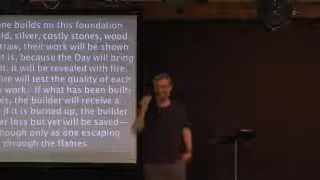 ne builds on this foundation
ld, silver, costly stones, wood
traw, their work will be shown
t is, because the Day will bring
t. it will be revealed with fire,
ire will test the quality of each
s work.  If what has been built
es, the builder will receive a
If it is burned up, the builder
er loss but yet will be saved—
hough only as one escaping
through the flames.